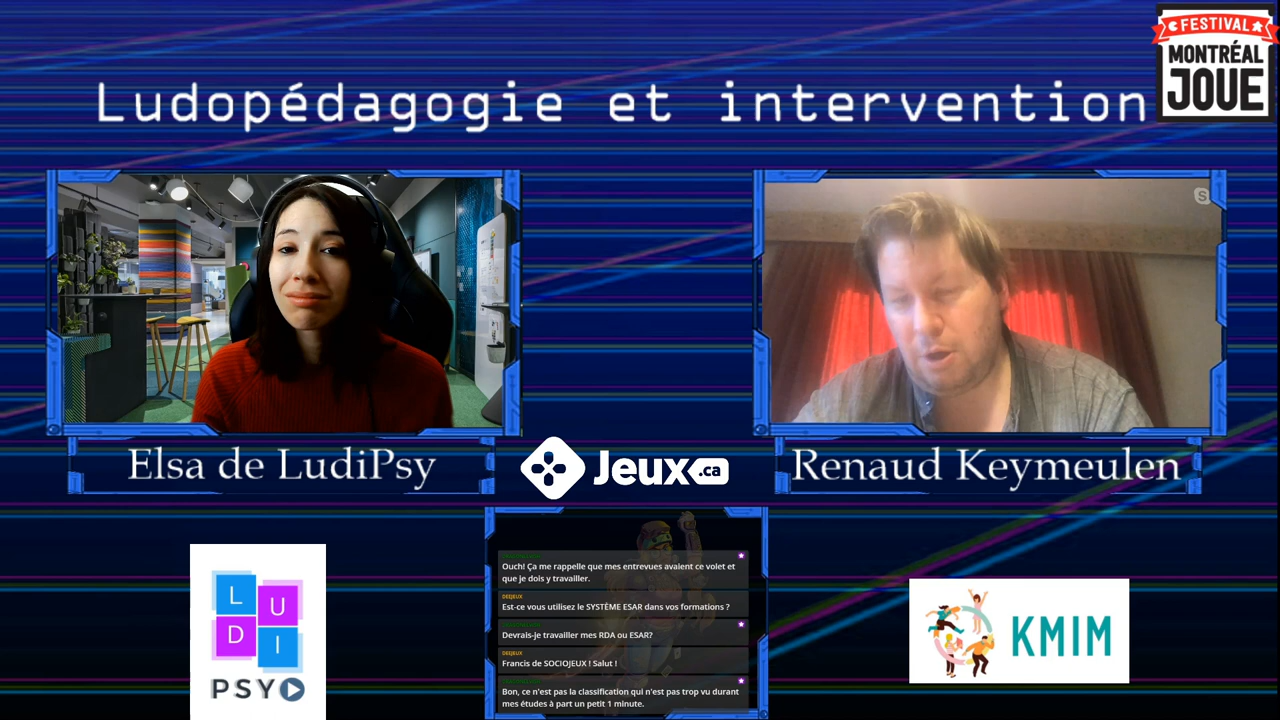 FESTIVAL
MONTRÉAL
JOUE
Ludopédagogie et intervention
Elsa de LudiPsy
Jeux.ca
Renaud Keymeulen
Ouch! Ça me rappelle que mes entrevues avaient ce volet et
que je dois y travailler.
DEQJEUX
Est-ce vous utilisez le SYSTÈME ESAR dans vos formations ?
Devrais-je travailler mes RDA ou ESAR?
DEQJEUX
Francis de SOCIOJEUX ! Salut !
Bon, ce n'est pas la classification qui n'est pas trop vu durant
mes études à part un petit 1 minute.
L
U
D
I
PSY
KMIM